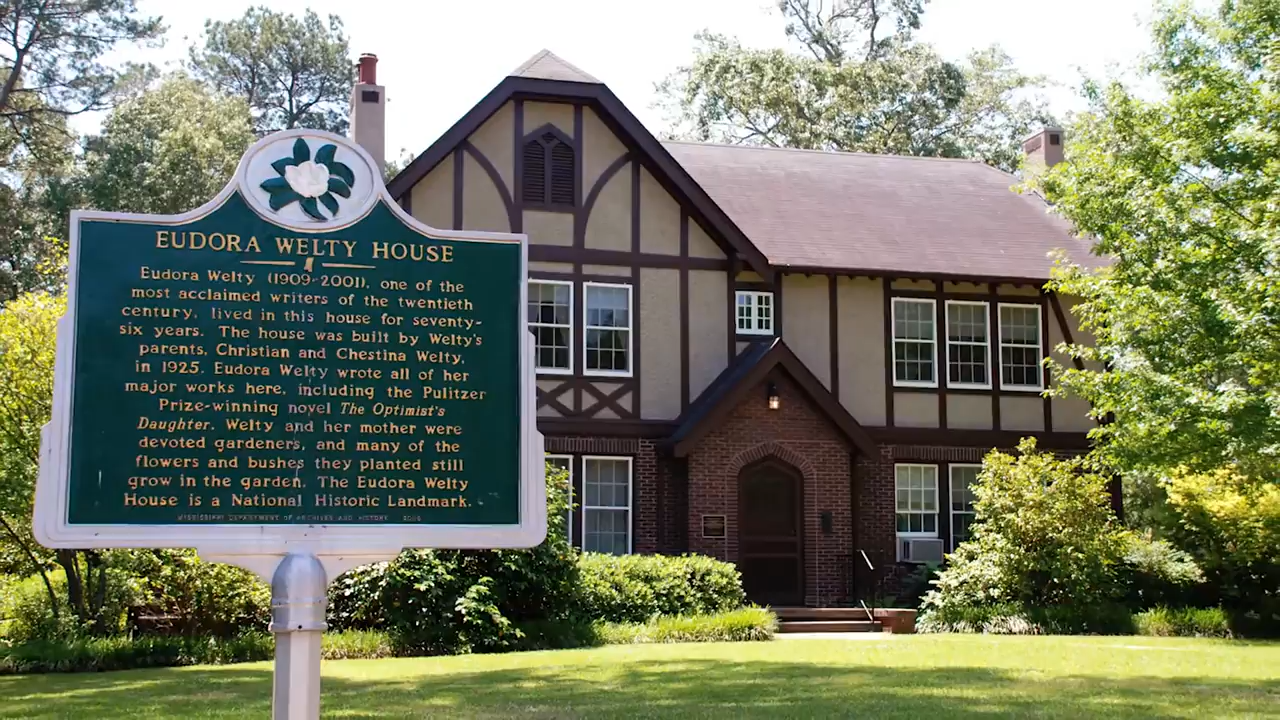 EUDORA WELTY HOUSE
Eudora Welty (1909-2001), one of the
most acclaimed writers of the twentieth
century, lived in this house for seventy-
six years. The house was built by Welty's
parents, Christian and Chestina Welty,
in 1925. Eudora Welty wrote all of her
major works here, including the Pulitzer
Prize-winning novel The Optimist's
Daughter. Welty and her mother were
devoted gardeners, and many of the
flowers and bushes they planted still
grow in the garden. The Eudora Welty
House is a National Historic Landmark.
MISSISSIPPI DEPARTMENT OF ARCHIVES AND HISTORY